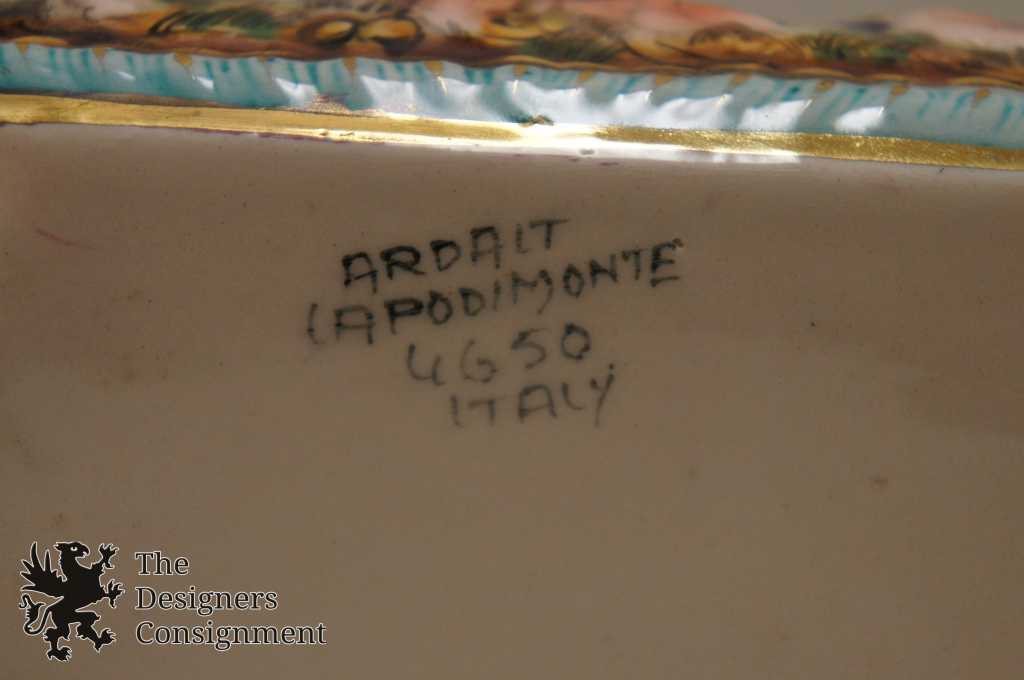 ARDALT
CAPODIMONTE
4650
ITALY
The
Designers
Consignment